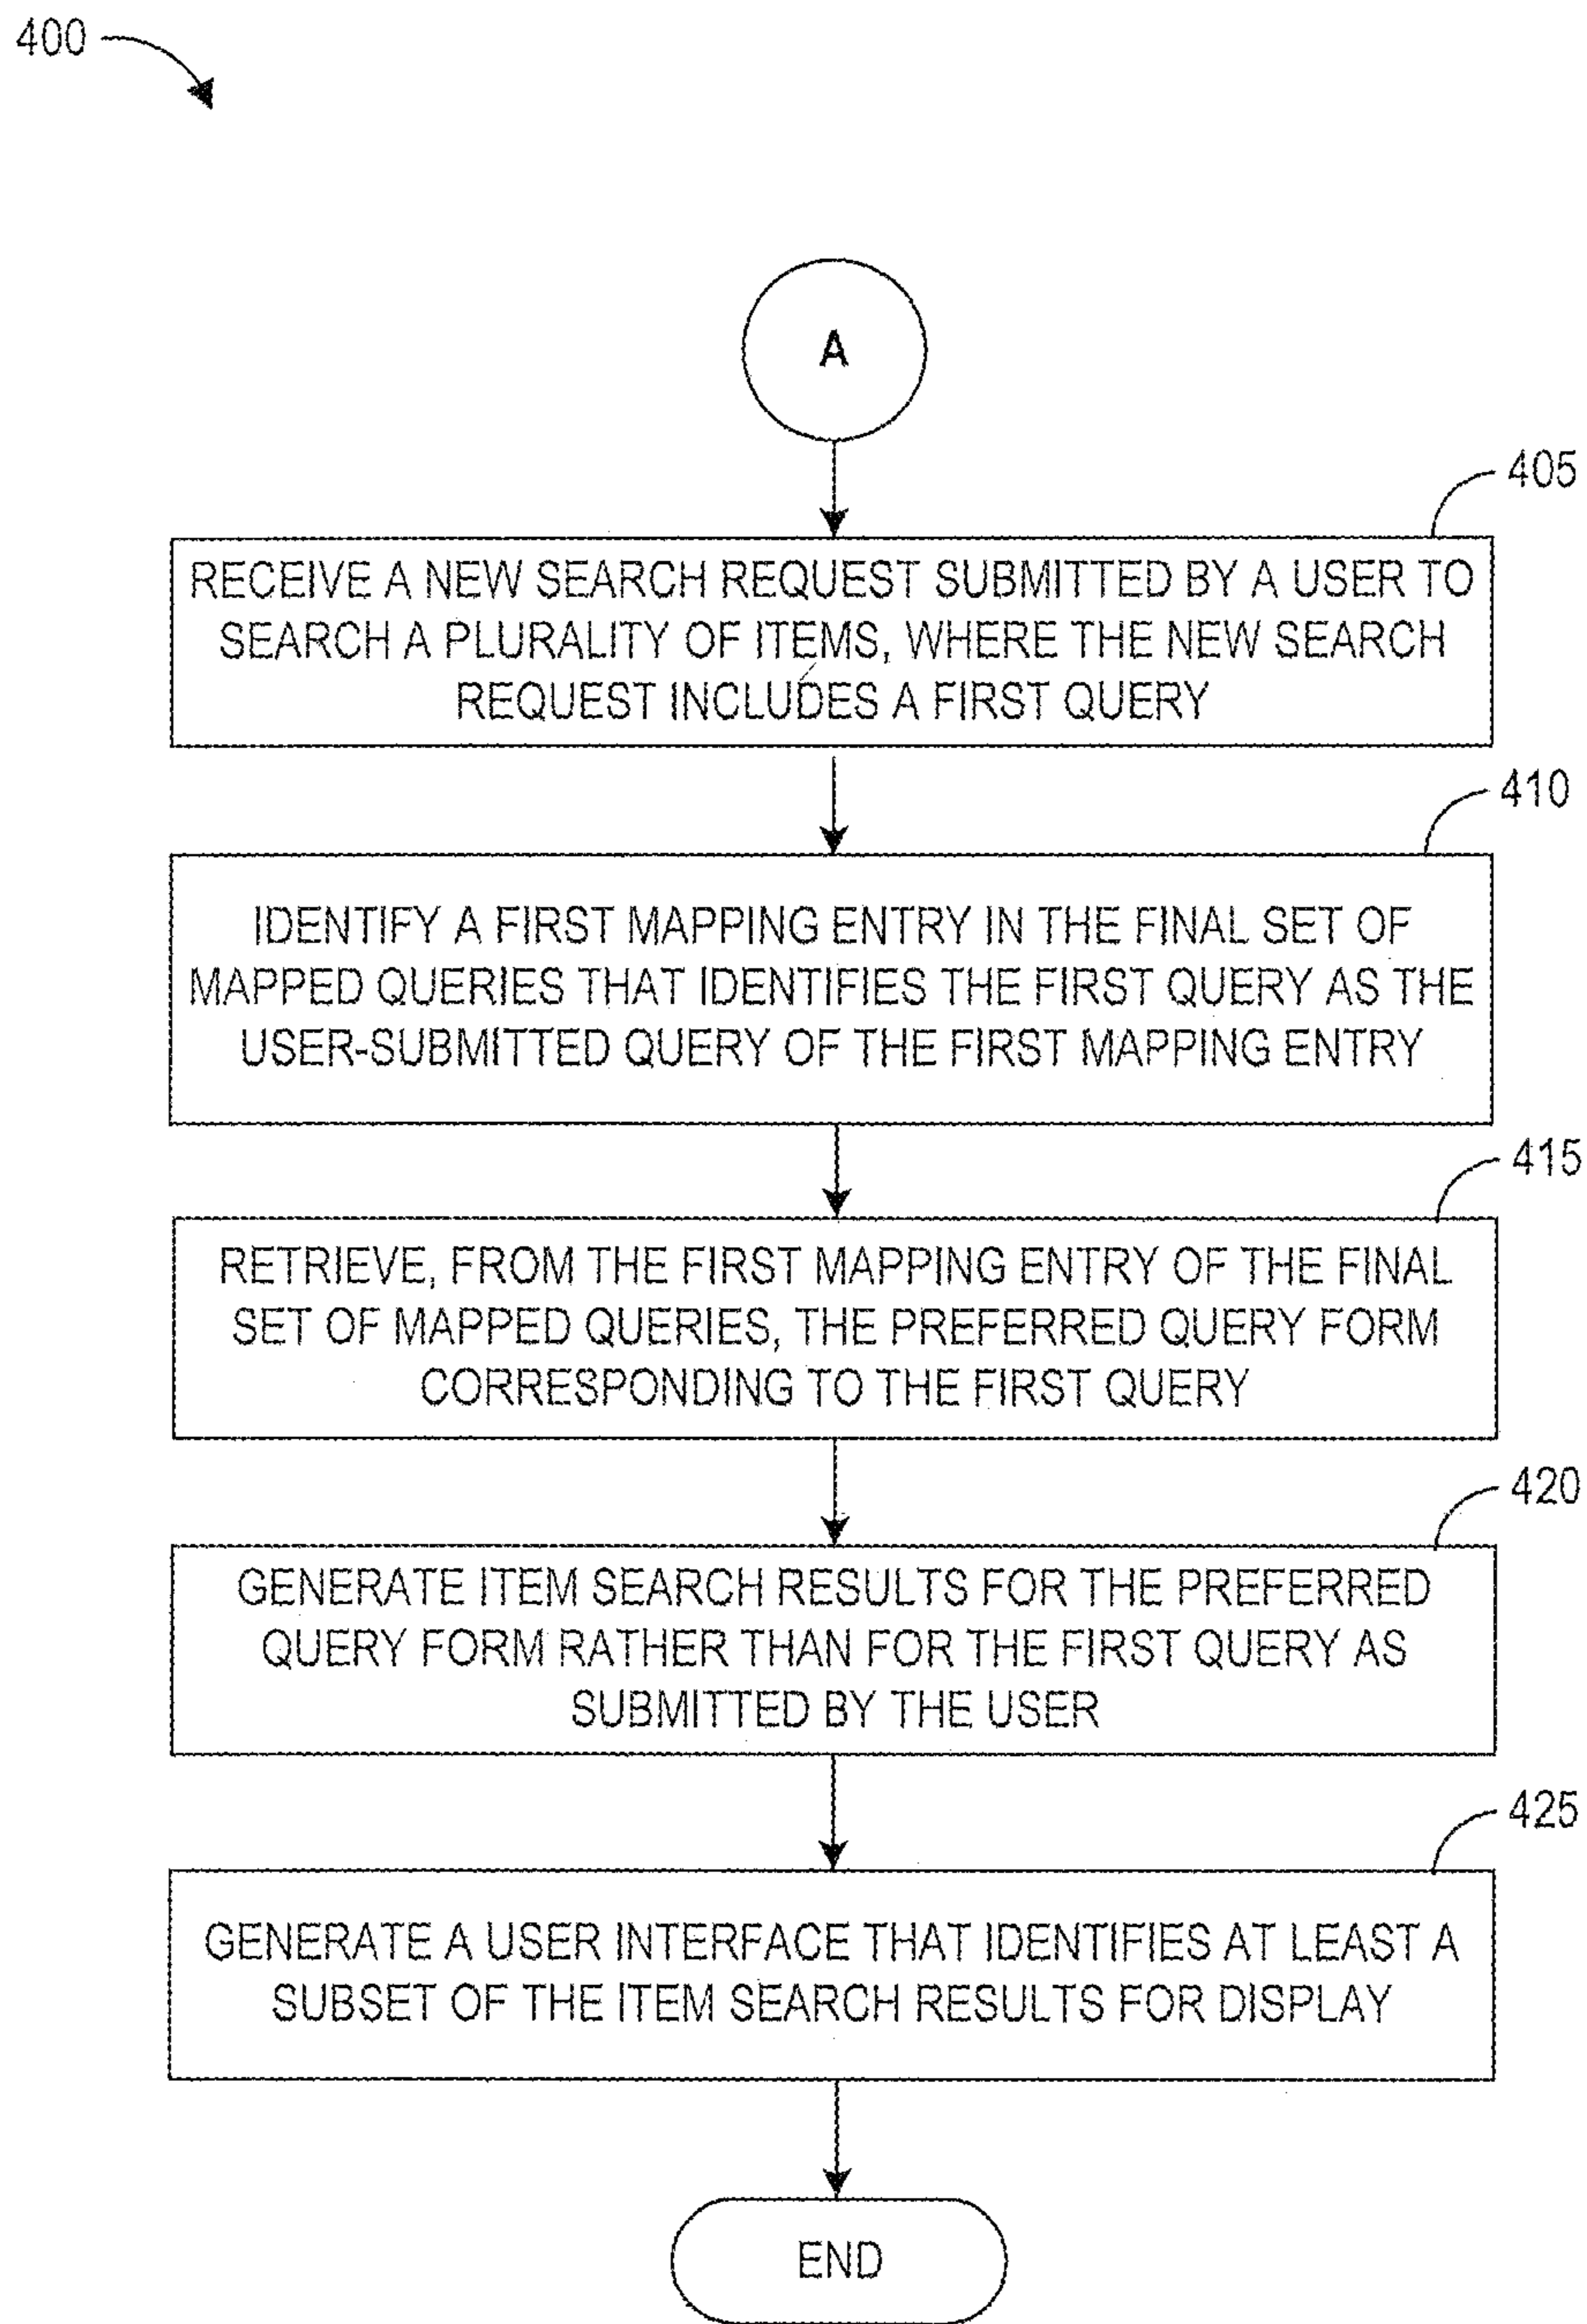 400
A
405
RECEIVE A NEW SEARCH REQUEST SUBMITTED BY A USER TO
SEARCH A PLURALITY OF ITEMS, WHERE THE NEW SEARCH
REQUEST INCLUDES A FIRST QUERY
410
IDENTIFY A FIRST MAPPING ENTRY IN THE FINAL SET OF
MAPPED QUERIES THAT IDENTIFIES THE FIRST QUERY AS THE
USER-SUBMITTED QUERY OF THE FIRST MAPPING ENTRY
415
RETRIEVE, FROM THE FIRST MAPPING ENTRY OF THE FINAL
SET OF MAPPED QUERIES, THE PREFERRED QUERY FORM
CORRESPONDING TO THE FIRST QUERY
420
GENERATE ITEM SEARCH RESULTS FOR THE PREFERRED
QUERY FORM RATHER THAN FOR THE FIRST QUERY AS
SUBMITTED BY THE USER
425
GENERATE A USER INTERFACE THAT IDENTIFIES AT LEAST A
SUBSET OF THE ITEM SEARCH RESULTS FOR DISPLAY
END